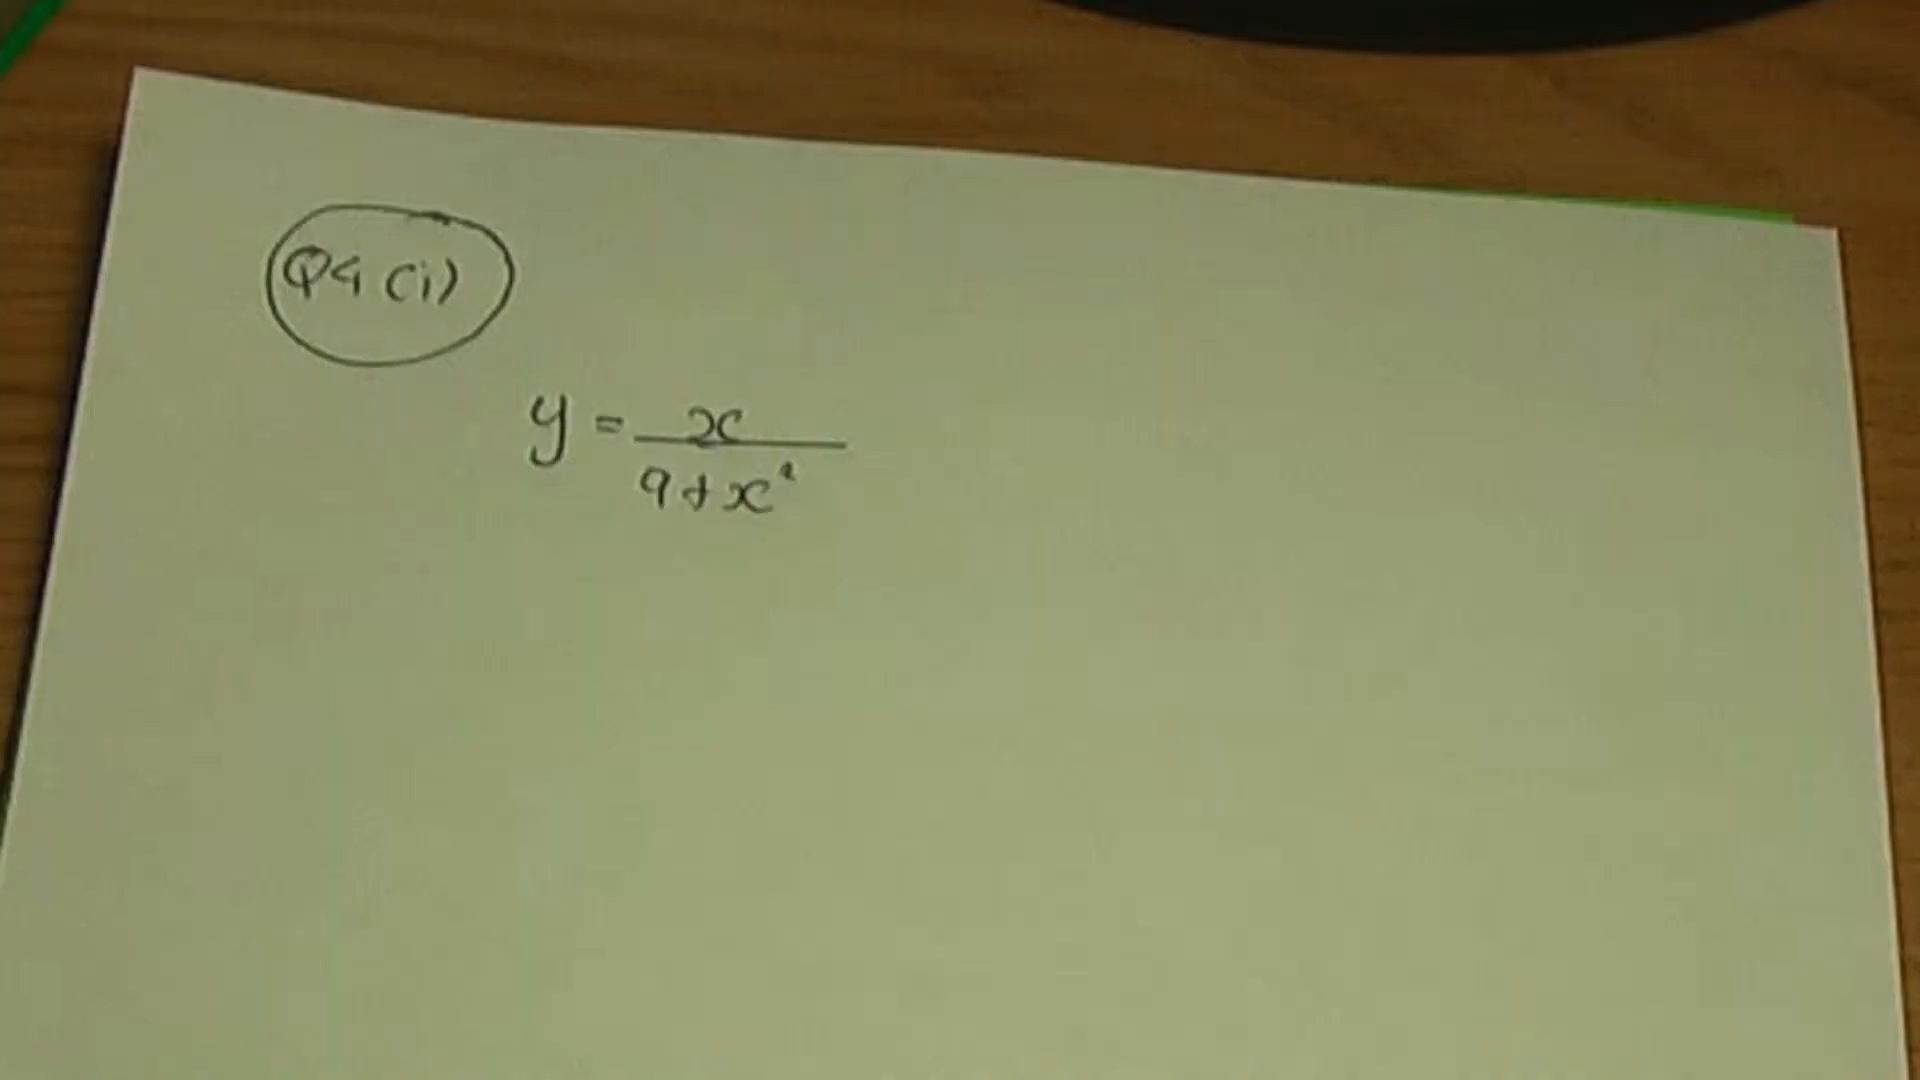 Q4 (i)
y = x / 9 + x²